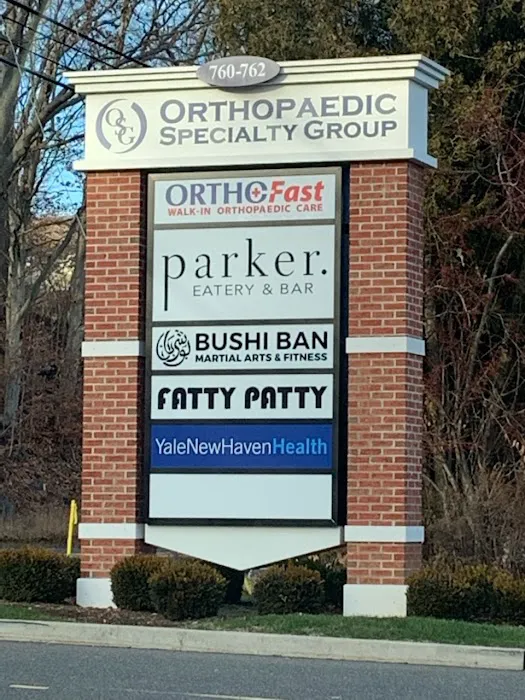 760-762
OSG
ORTHOPAEDIC
SPECIALTY GROUP
ORTHOFast
WALK-IN ORTHOPAEDIC CARE
parker.
EATERY & BAR
BUSHI BAN
MARTIAL ARTS & FITNESS
FATTY PATTY
YaleNewHavenHealth